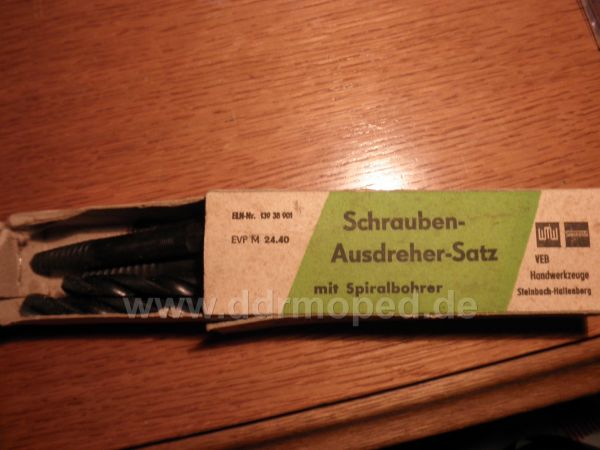 ELN-Nr. 139 38 901
EVP M 24.40
Schrauben-
Ausdreher-Satz
mit Spiralbohrer
VEB
Handwerkzeuge
Steinbach-Hallenberg
www.ddrmoped.de